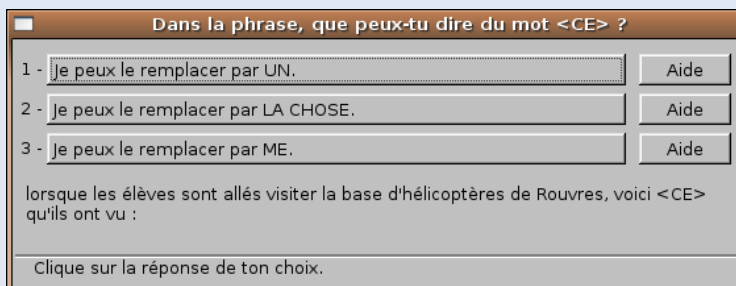 Dans la phrase, que peux-tu dire du mot <CE> ?
1 - Je peux le remplacer par UN. Aide
2 - Je peux le remplacer par LA CHOSE. Aide
3 - Je peux le remplacer par ME. Aide
lorsque les élèves sont allés visiter la base d'hélicoptères de Rouvres, voici <CE>
qu'ils ont vu :
Clique sur la réponse de ton choix.